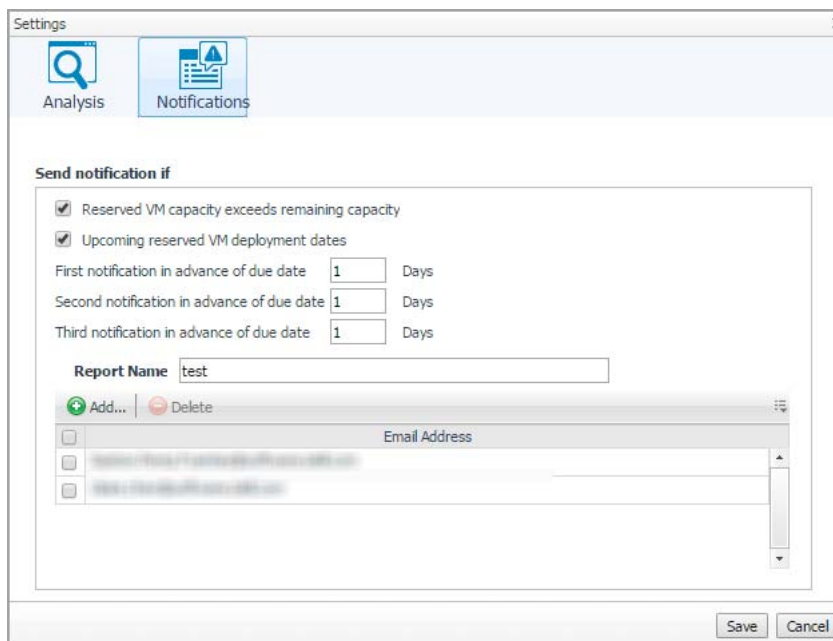 Settings
Analysis
Notifications
Send notification if
Reserved VM capacity exceeds remaining capacity
Upcoming reserved VM deployment dates
First notification in advance of due date 1 Days
Second notification in advance of due date 1 Days
Third notification in advance of due date 1 Days
Report Name test
Add... Delete
Email Address
Save Cancel